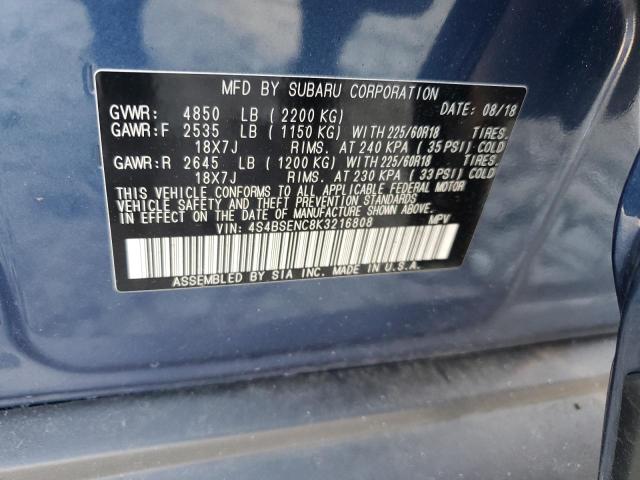 MFD BY SUBARU CORPORATION
GVWR: 4850 LB (2200 KG) DATE: 08/18
GAWR:F 2535 LB (1150 KG) WITH 225/60R18 TIRES.
18X7J RIMS. AT 240 KPA (35 PSI) COLD
GAWR:R 2645 LB (1200 KG) WITH 225/60R18 TIRES.
18X7J RIMS. AT 230 KPA (33 PSI) COLD
THIS VEHICLE CONFORMS TO ALL APPLICABLE FEDERAL MOTOR
VEHICLE SAFETY AND THEFT PREVENTION STANDARDS
IN EFFECT ON THE DATE OF MANUFACTURE SHOWN ABOVE.
VIN: 4S4BSENC8K3216808 MPV
ASSEMBLED BY SIA INC. MADE IN U.S.A.